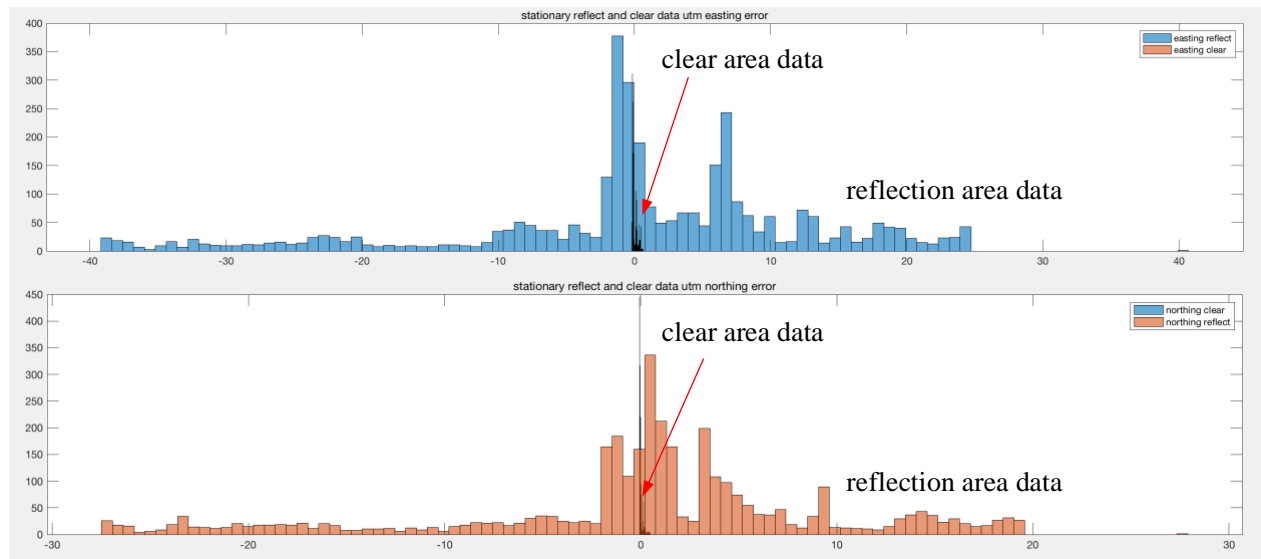 stationary reflect and clear data utm easting error
400
350
300
250
200
150
100
50
0
easting reflect
easting clear
clear area data
reflection area data
-40 -30 -20 -10 0 10 20 30 40
stationary reflect and clear data utm northing error
450
400
350
300
250
200
150
100
50
0
northing clear
northing reflect
clear area data
reflection area data
-30 -20 -10 0 10 20 30